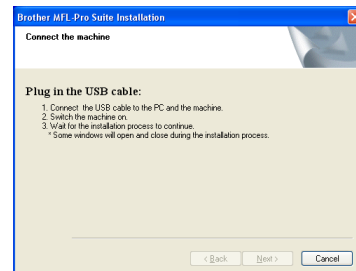 Brother MFL-Pro Suite Installation
Connect the machine
Plug in the USB cable:
1. Connect the USB cable to the PC and the machine.
2. Switch the machine on.
3. Wait for the installation process to continue.
* Some windows will open and close during the installation process.
< Back
Next >
Cancel